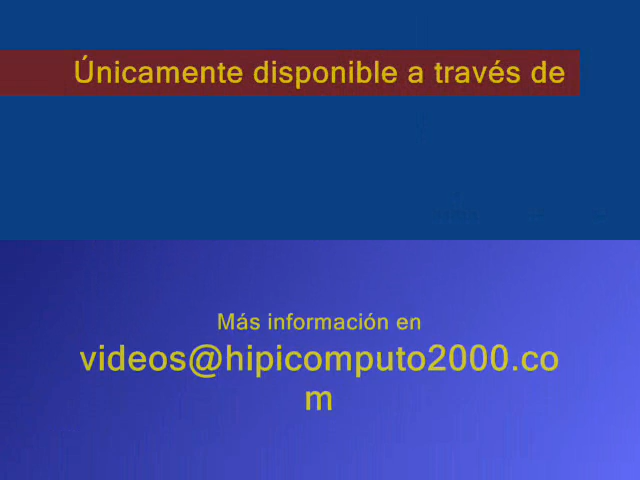 Únicamente disponible a través de
Más información en
videos@hipicomputo2000.co
m